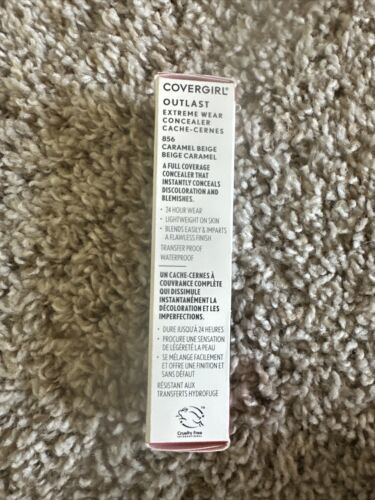 COVERGIRL®
OUTLAST
EXTREME WEAR
CONCEALER
CACHE-CERNES
856
CARAMEL BEIGE
BEIGE CARAMEL
A FULL COVERAGE
CONCEALER THAT
INSTANTLY CONCEALS
DISCOLORATION AND
BLEMISHES.
• 24 HOUR WEAR
• LIGHTWEIGHT ON SKIN
• BLENDS EASILY & IMPARTS
A FLAWLESS FINISH
TRANSFER PROOF
WATERPROOF
UN CACHE-CERNES À
COUVRANCE COMPLÈTE
QUI DISSIMULE
INSTANTANÉMENT LA
DÉCOLORATION ET LES
IMPERFECTIONS.
• DURE JUSQU'À 24 HEURES
• PROCURE UNE SENSATION
DE LÉGÈRETÉ LA PEAU
• SE MÉLANGE FACILEMENT
ET OFFRE UNE FINITION ET
SANS DÉFAUT
RÉSISTANT AUX
TRANSFERTS HYDROFUGE
Cruelty Free
INTERNATIONAL